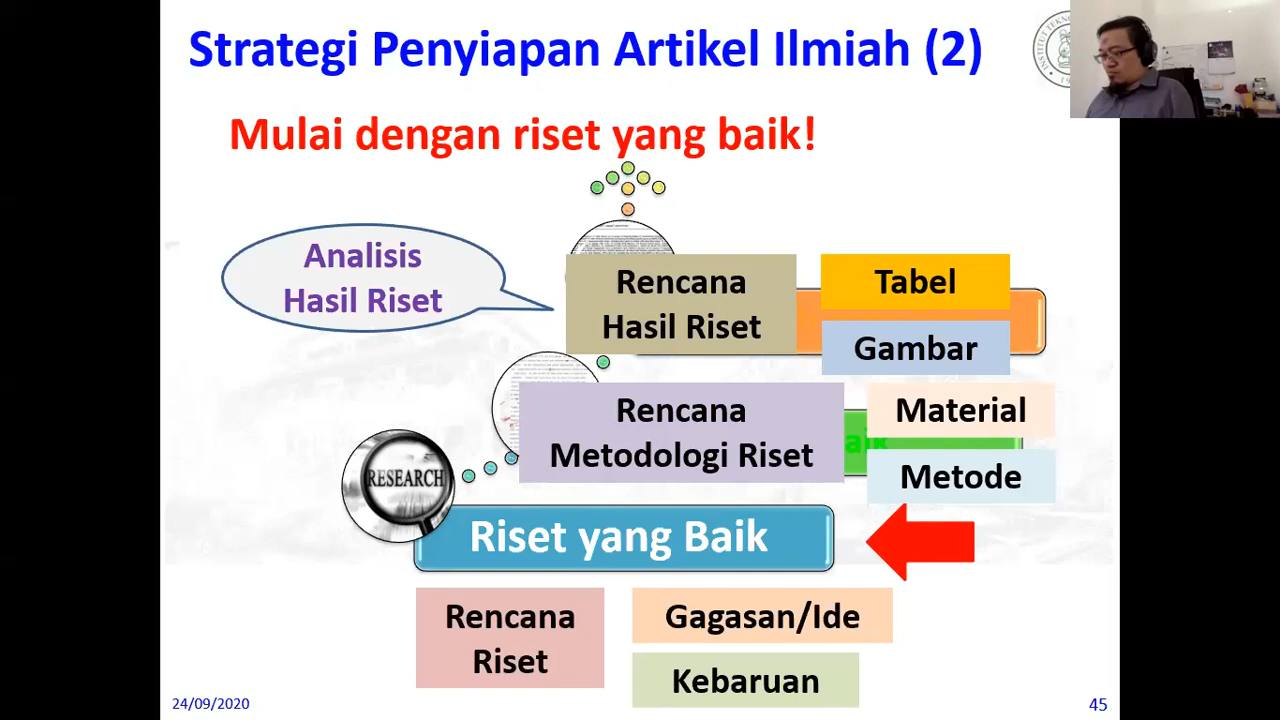 Strategi Penyiapan Artikel Ilmiah (2)
Mulai dengan riset yang baik!
Analisis
Hasil Riset
Rencana
Hasil Riset
Tabel
Gambar
Rencana
Metodologi Riset
Material
Metode
RESEARCH
Riset yang Baik
Rencana
Riset
Gagasan/Ide
Kebaruan
24/09/2020
45